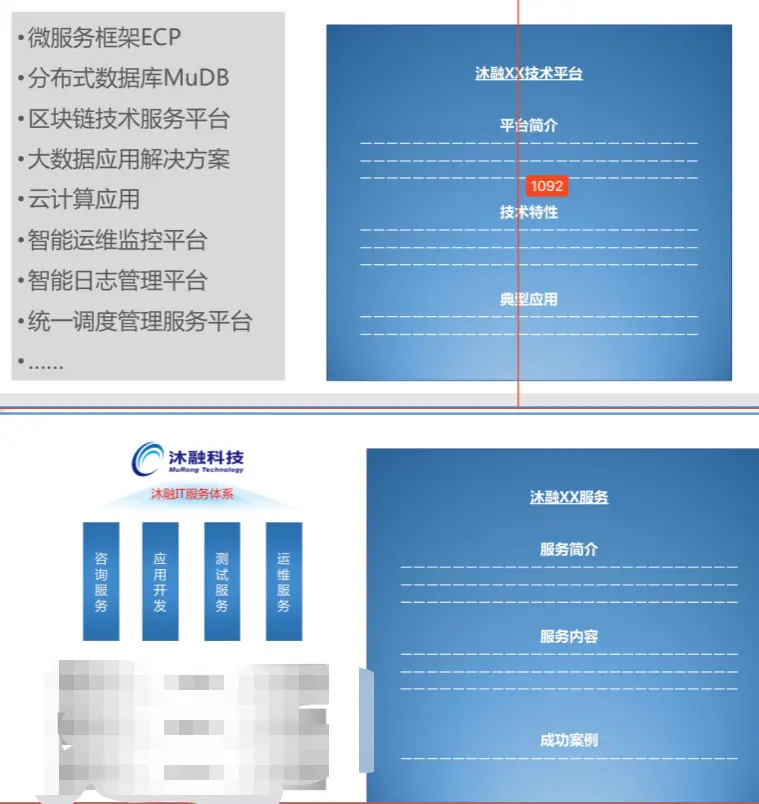 •微服务框架ECP
•分布式数据库MuDB
•区块链技术服务平台
•大数据应用解决方案
•云计算应用
•智能运维监控平台
•智能日志管理平台
•统一调度管理服务平台
•……
沐融XX技术平台
平台简介
1092
技术特性
典型应用
沐融科技
MuRong Technology
沐融IT服务体系
咨询服务
应用开发
测试服务
运维服务
沐融XX服务
服务简介
服务内容
成功案例